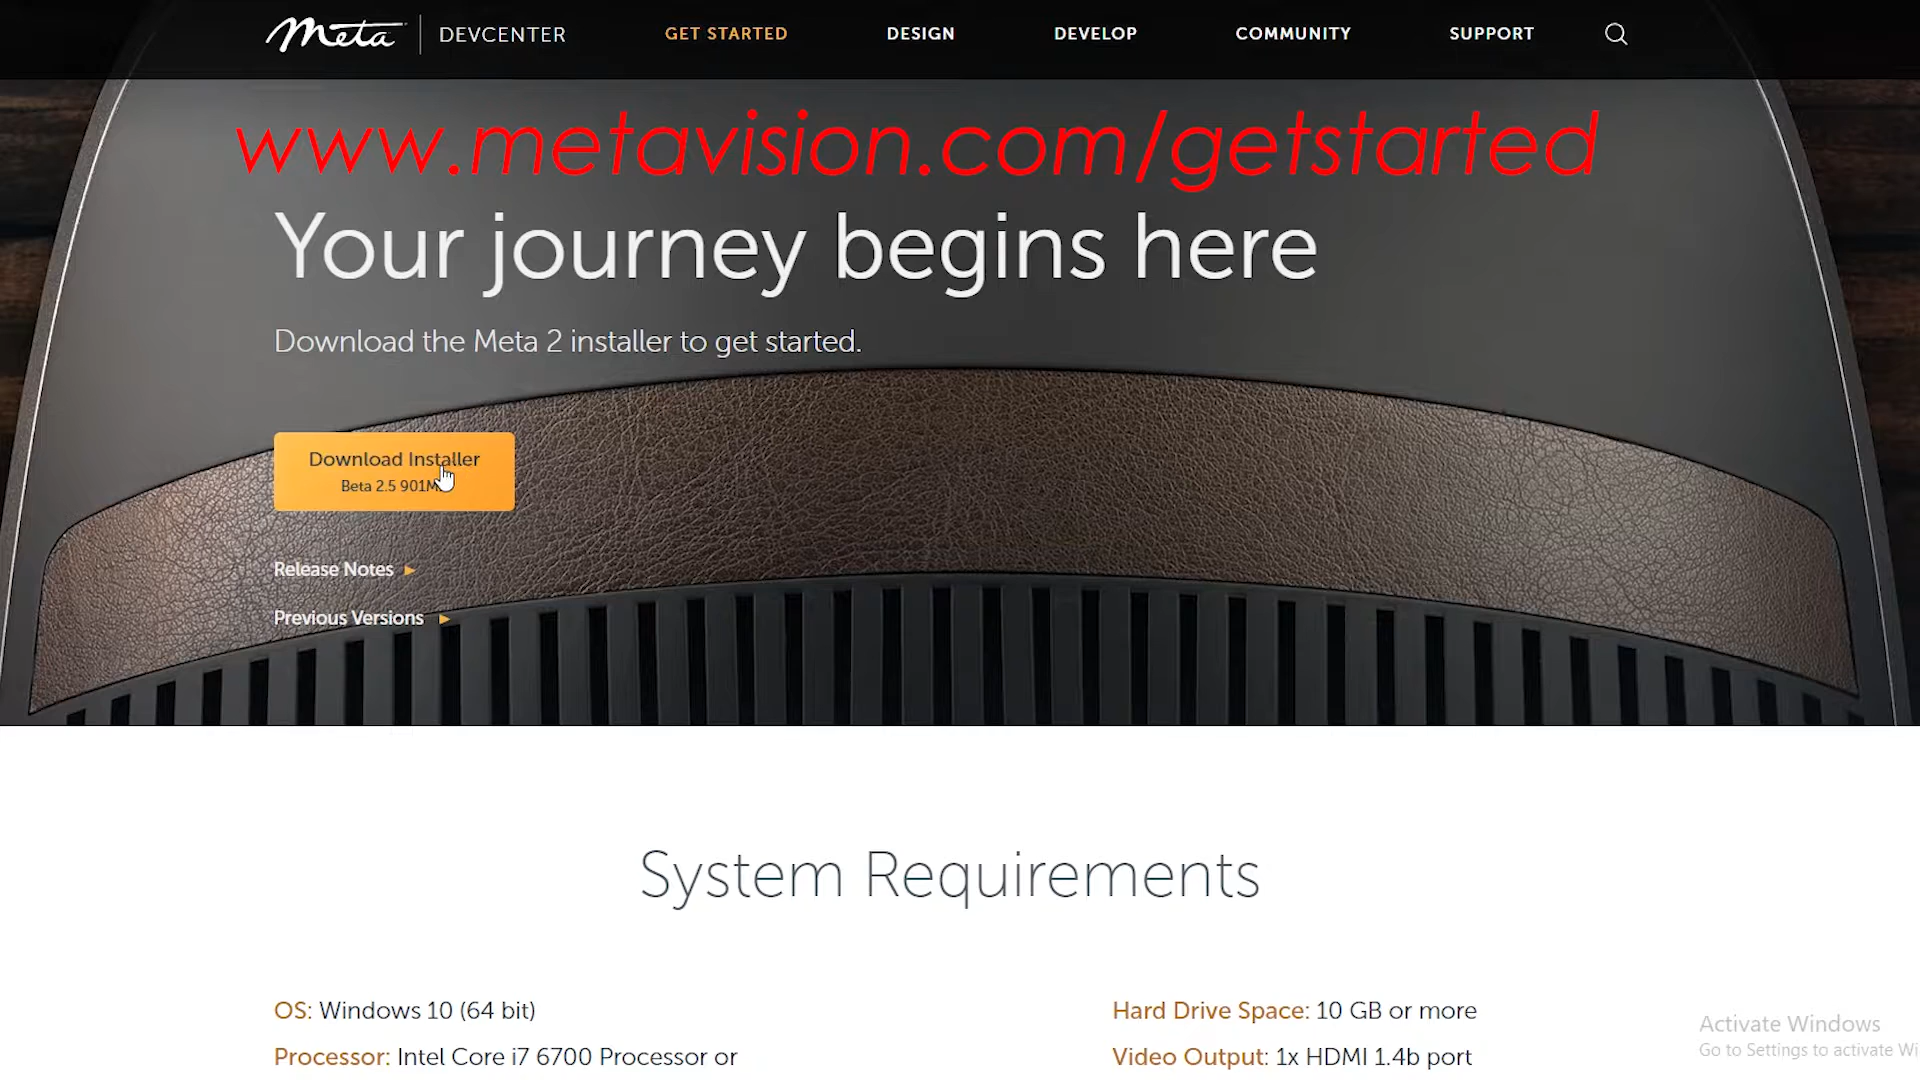 Meta DEVCENTER GET STARTED DESIGN DEVELOP COMMUNITY SUPPORT
www.metavision.com/getstarted
Your journey begins here
Download the Meta 2 installer to get started.
Download Installer
Beta 2.5 901M
Release Notes
Previous Versions
System Requirements
OS: Windows 10 (64 bit)
Hard Drive Space: 10 GB or more
Processor: Intel Core i7 6700 Processor or
Video Output: 1x HDMI 1.4b port
Activate Windows
Go to Settings to activate Wi